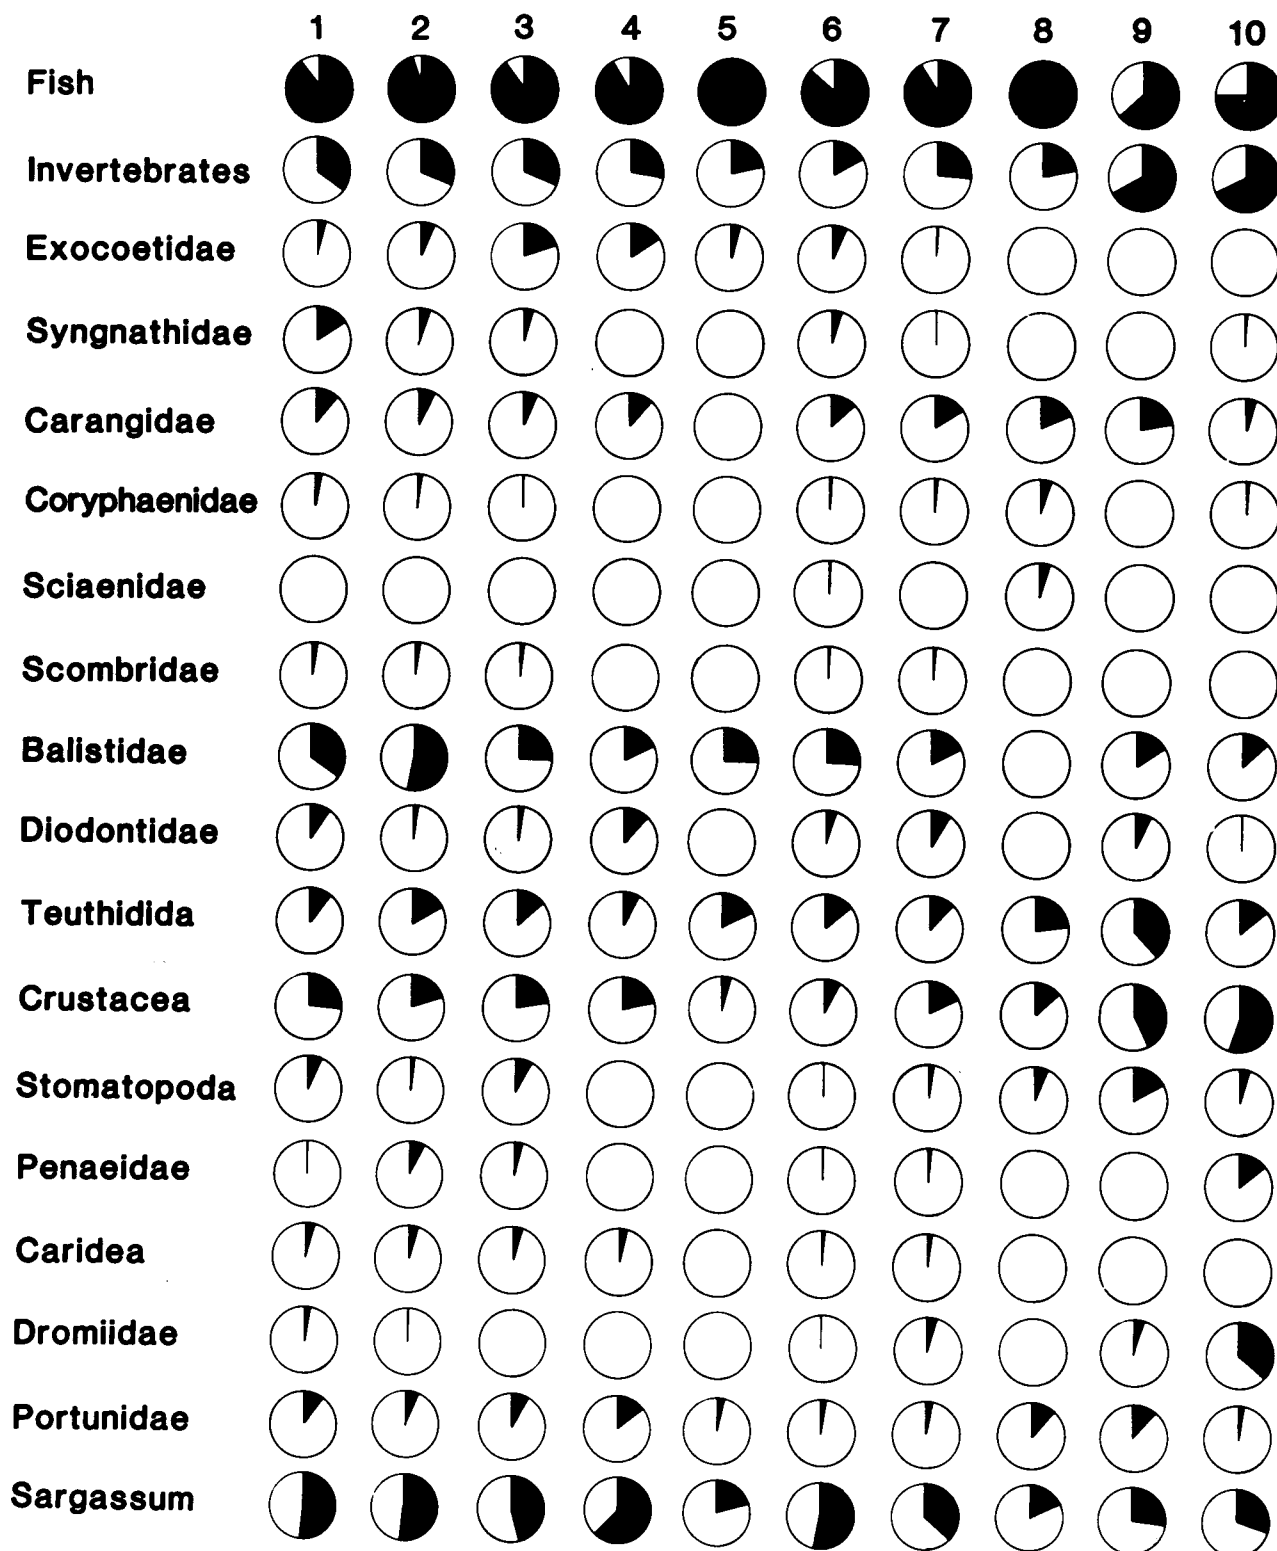 1 2 3 4 5 6 7 8 9 10
Fish
Invertebrates
Exocoetidae
Syngnathidae
Carangidae
Coryphaenidae
Sciaenidae
Scombridae
Balistidae
Diodontidae
Teuthidida
Crustacea
Stomatopoda
Penaeidae
Caridea
Dromiidae
Portunidae
Sargassum